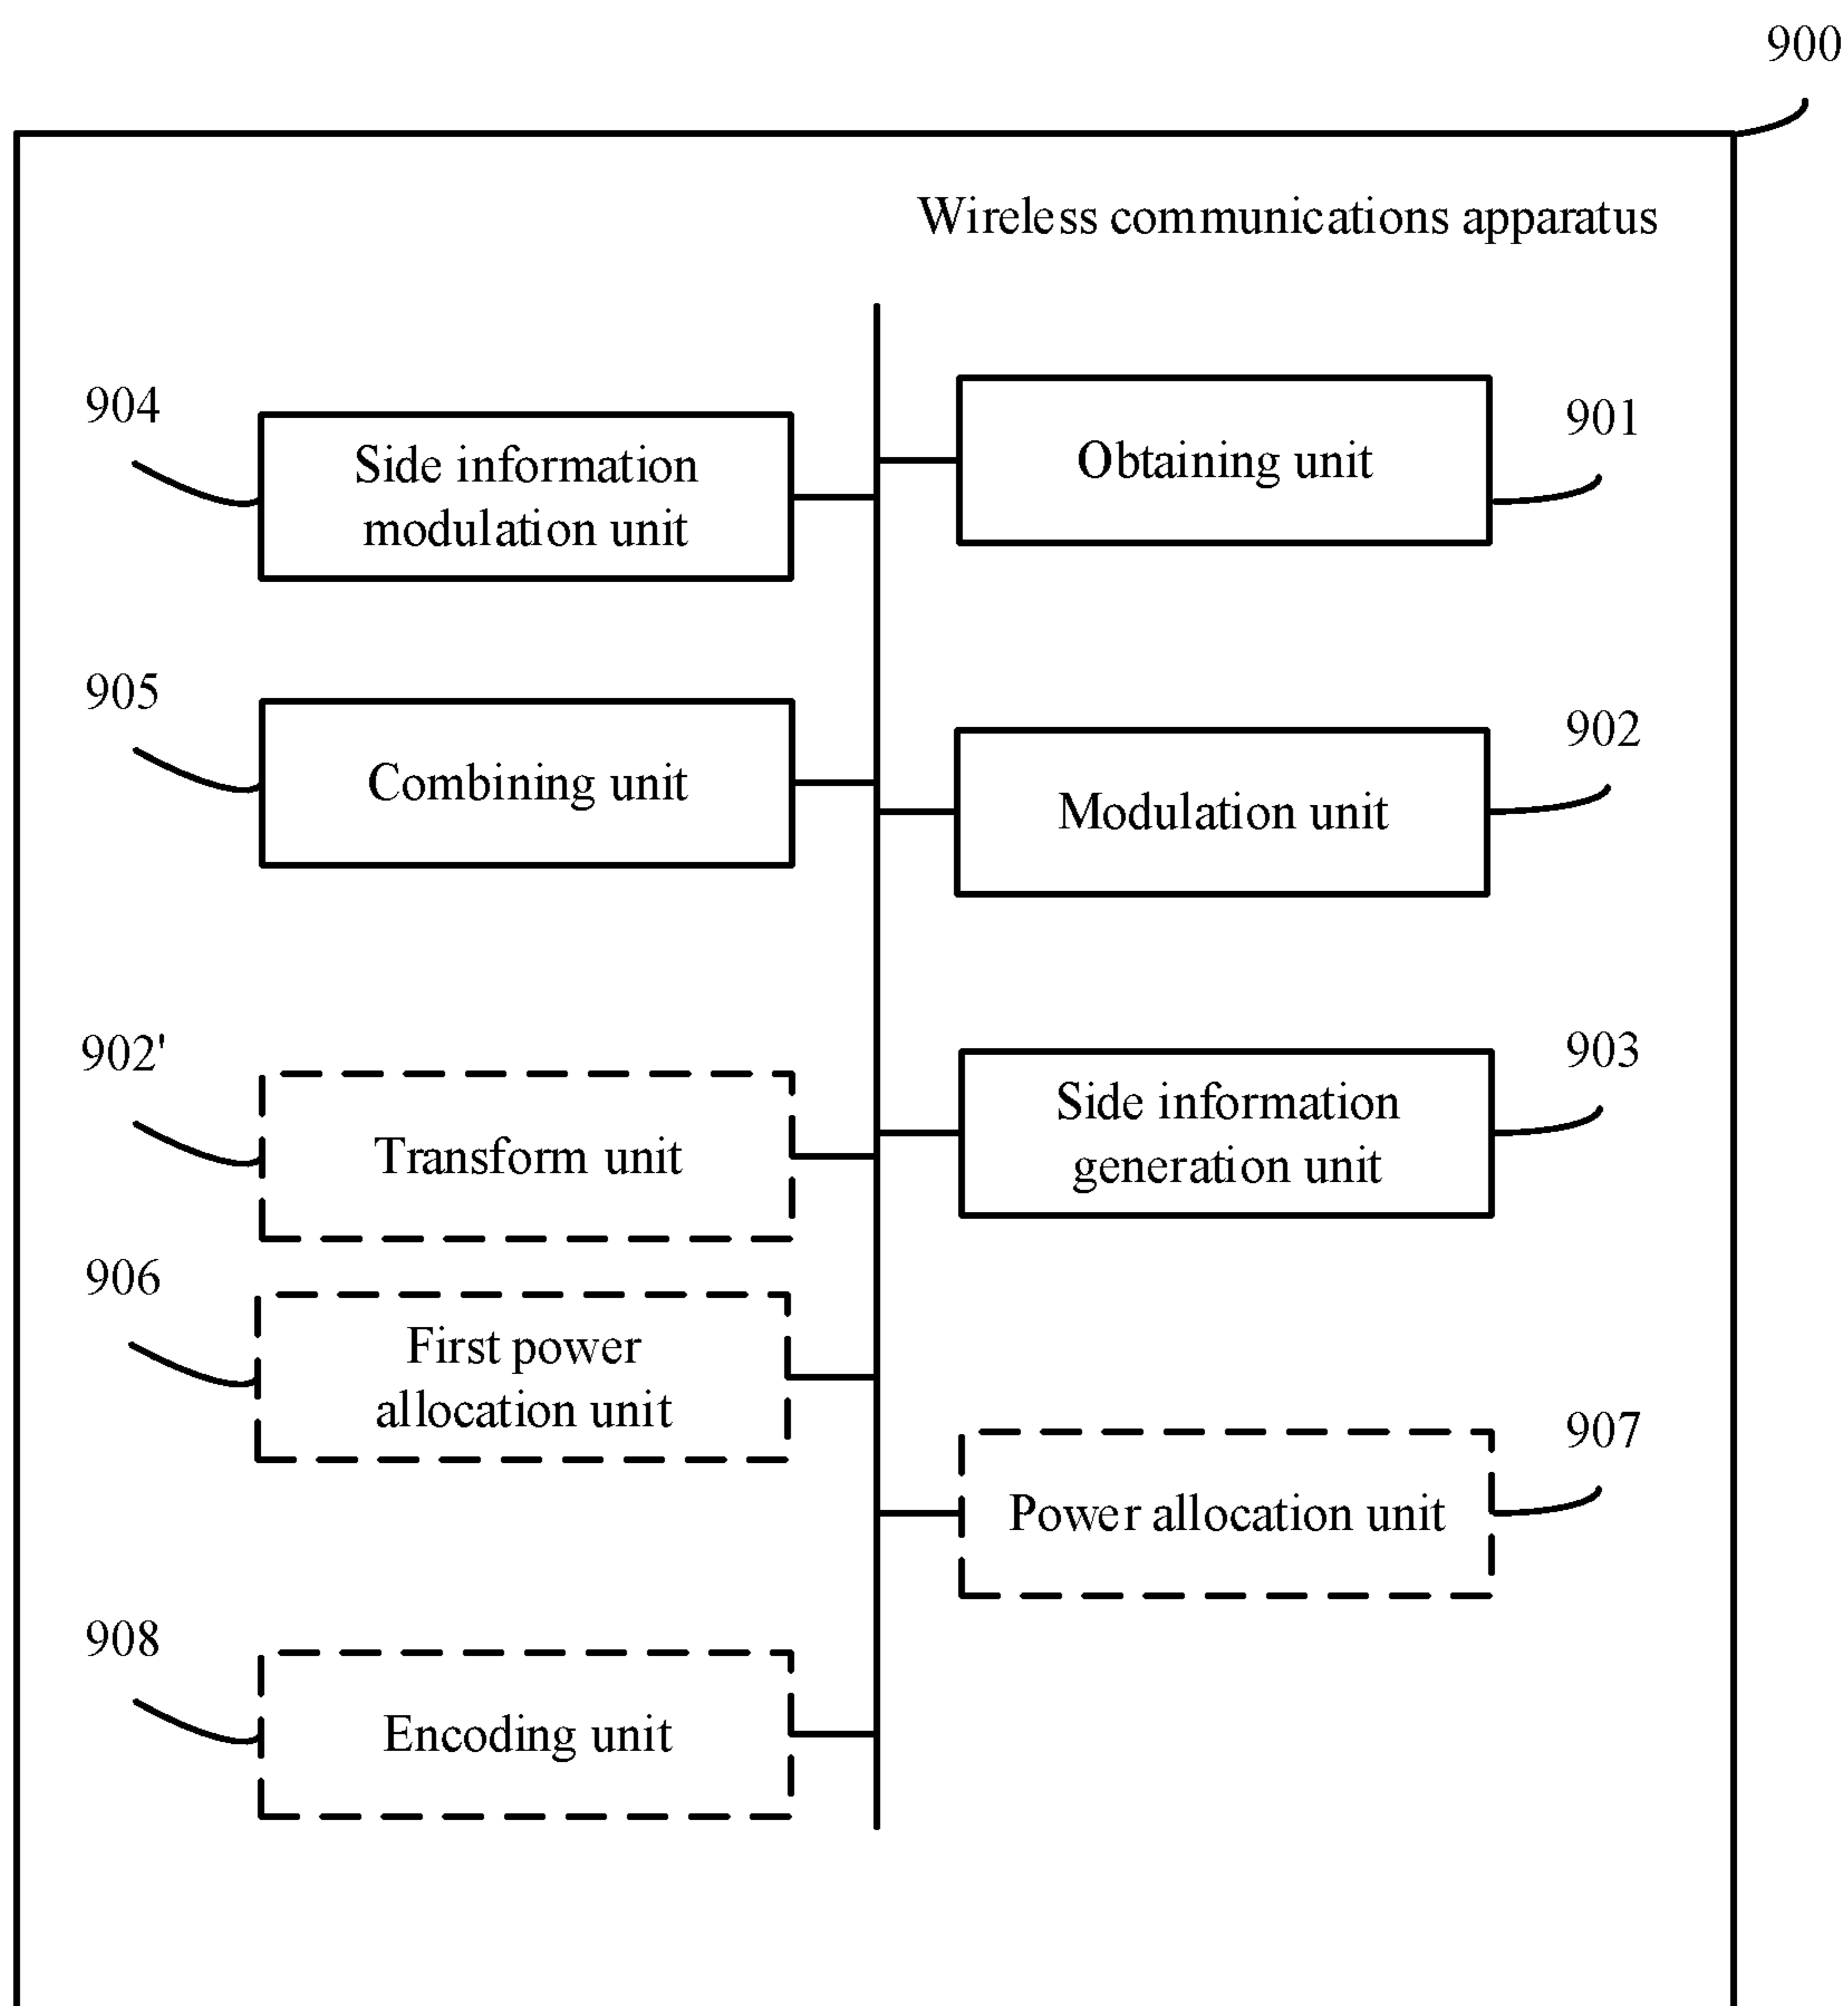 900
Wireless communications apparatus
904
Side information
modulation unit
Obtaining unit
901
905
Combining unit
902
Modulation unit
902'
Transform unit
903
Side information
generation unit
906
First power
allocation unit
907
Power allocation unit
908
Encoding unit